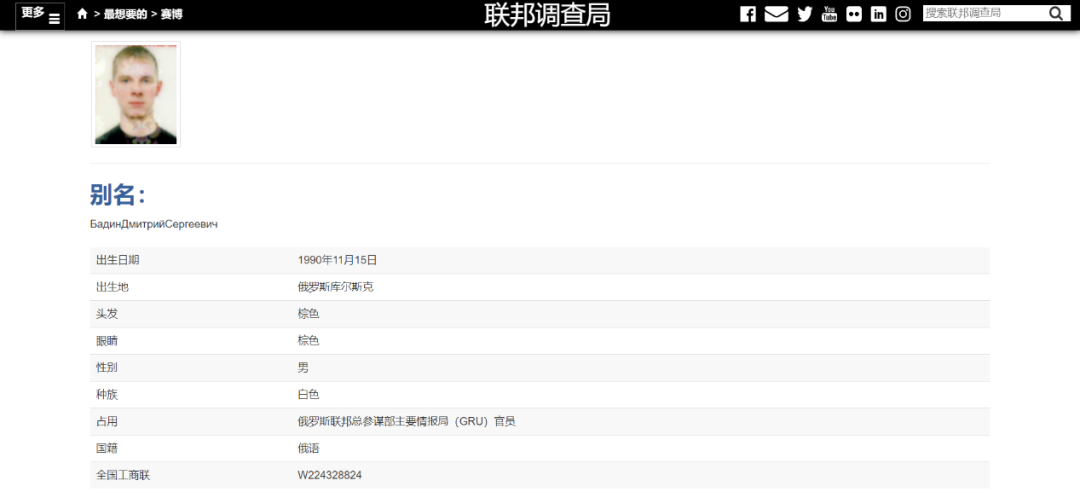 更多 > 最想要的 > 赛博 联邦调查局 搜索联邦调查局
别名：
БадинДмитрийСергеевич
出生日期 1990年11月15日
出生地 俄罗斯库尔斯克
头发 棕色
眼睛 棕色
性别 男
种族 白色
占用 俄罗斯联邦总参谋部主要情报局（GRU）官员
国籍 俄语
全国工商联 W224328824